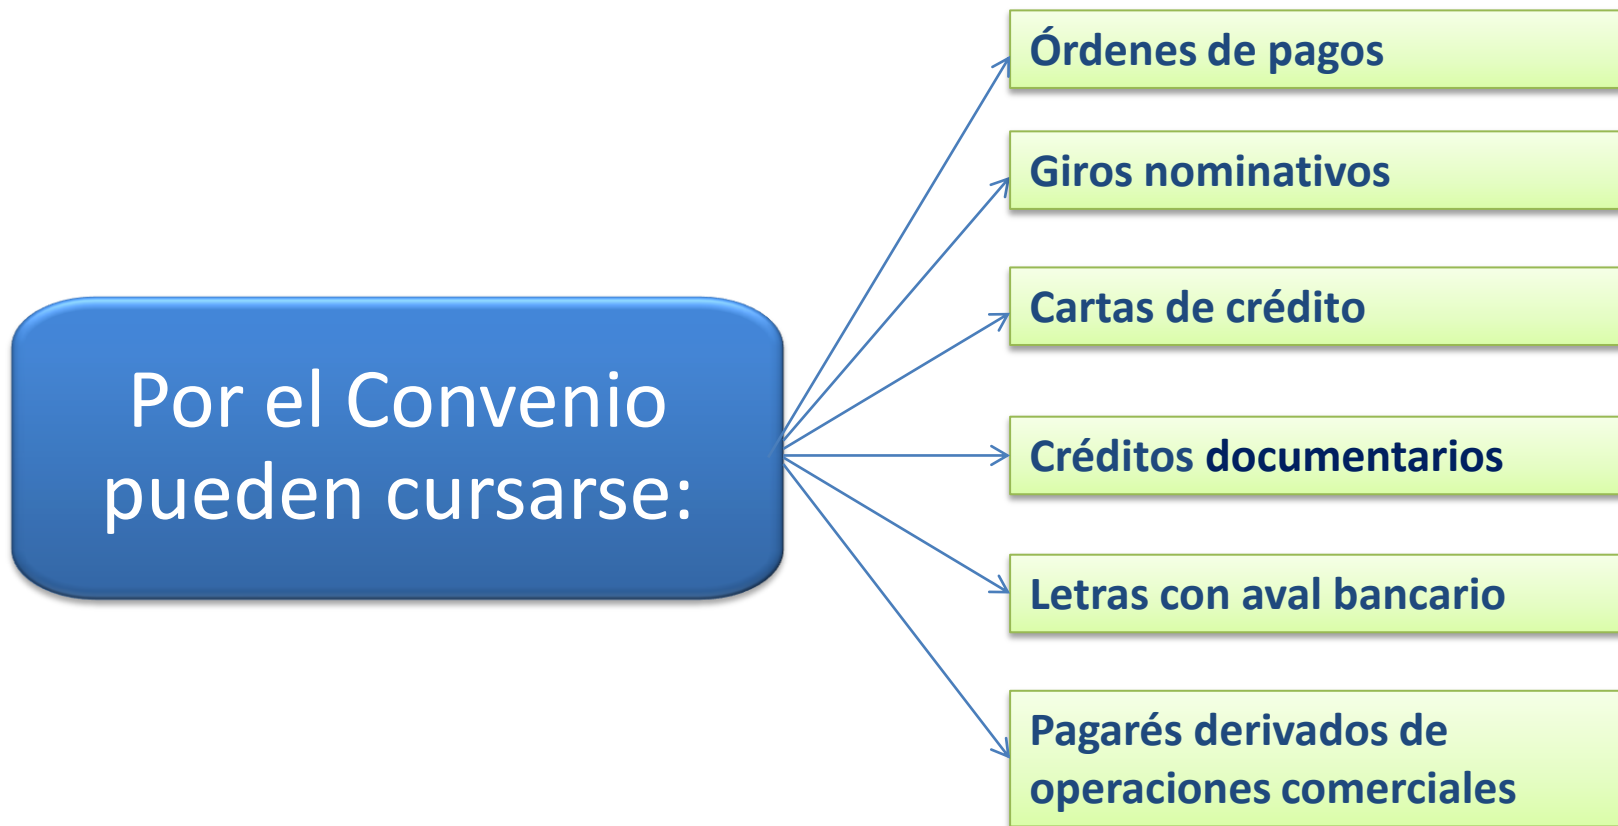 Por el Convenio
pueden cursarse:
Órdenes de pagos
Giros nominativos
Cartas de crédito
Créditos documentarios
Letras con aval bancario
Pagarés derivados de
operaciones comerciales